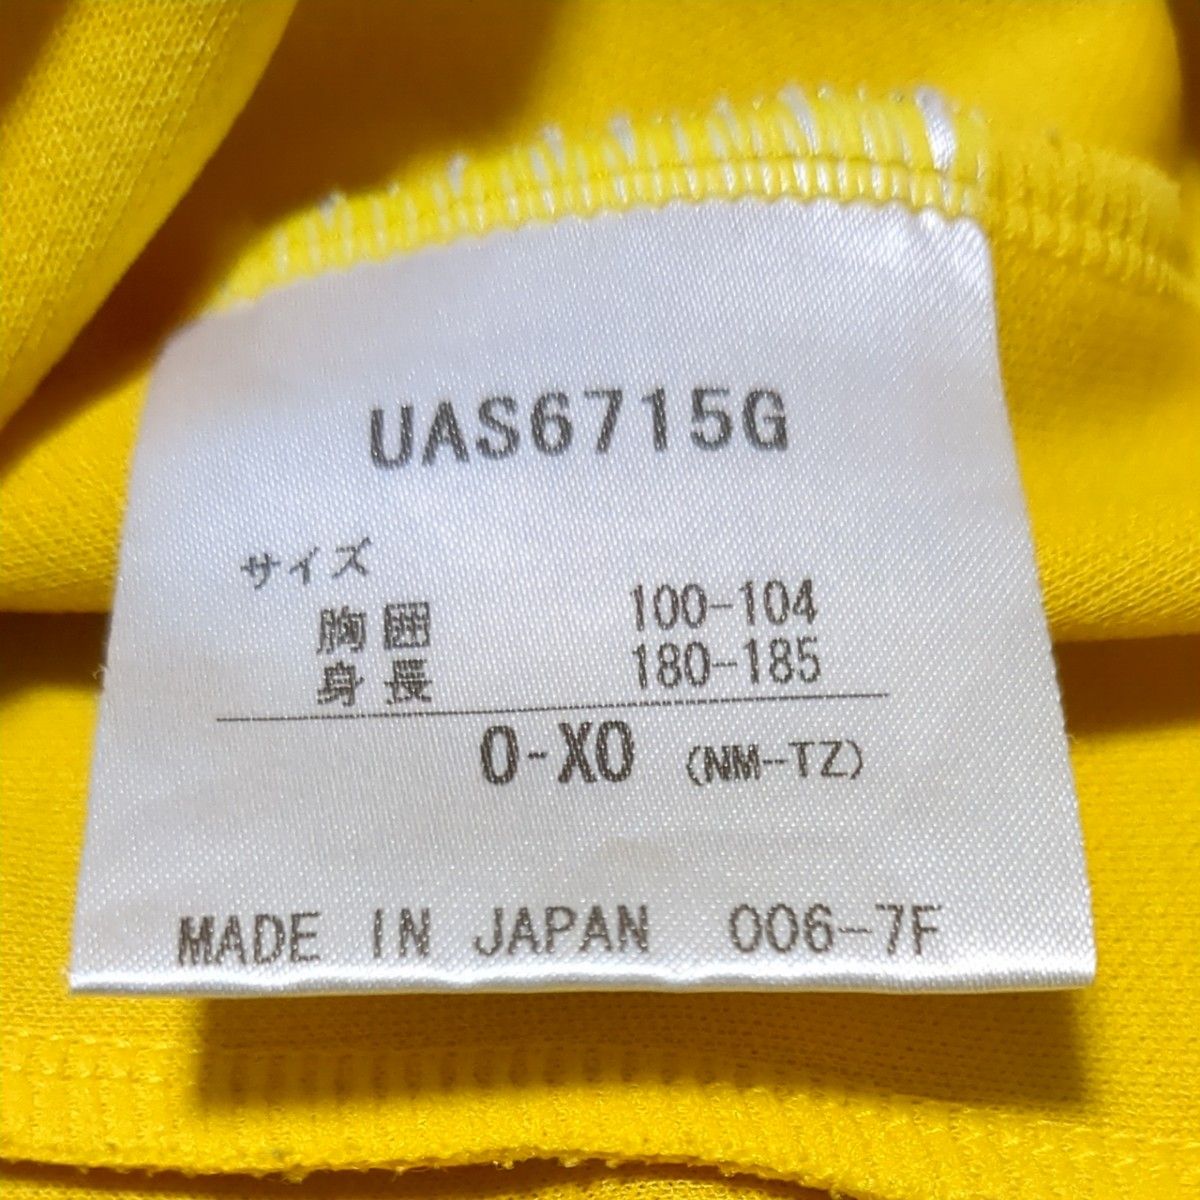 UAS6715G
サイズ
胸囲 100-104
身長 180-185
O-XO (NM-TZ)
MADE IN JAPAN 006-7F